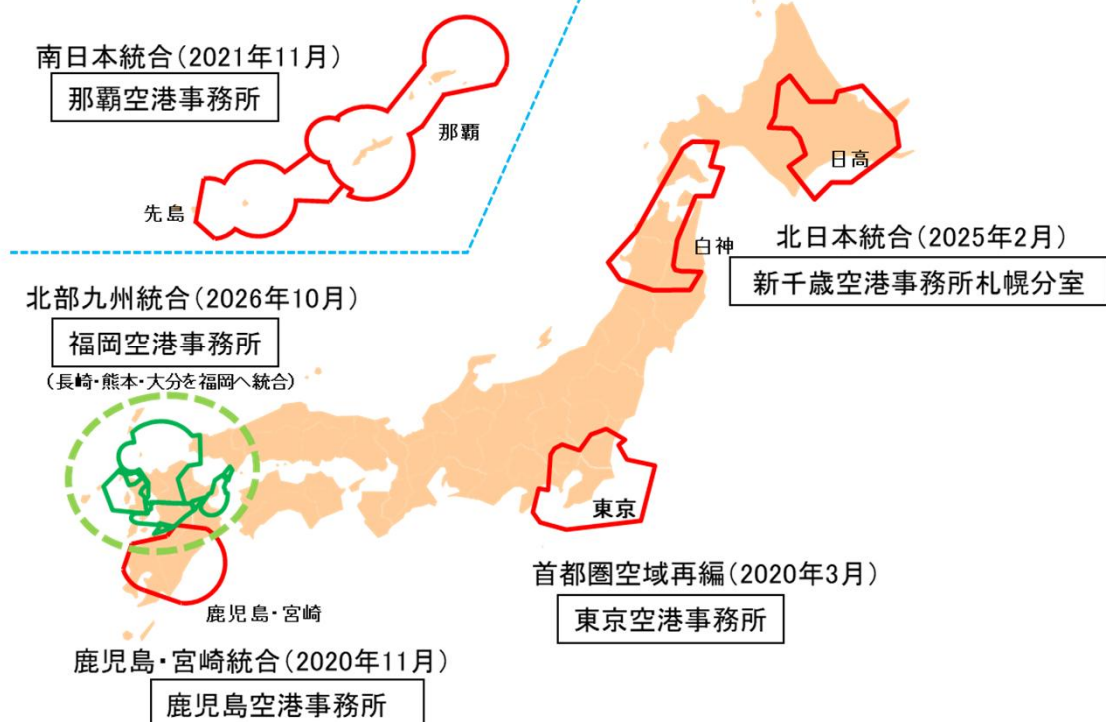 南日本統合(2021年11月)
那覇空港事務所
那覇
先島
日高
白神
北日本統合(2025年2月)
新千歳空港事務所札幌分室
北部九州統合(2026年10月)
福岡空港事務所
(長崎・熊本・大分を福岡へ統合)
東京
首都圏空域再編(2020年3月)
東京空港事務所
鹿児島・宮崎
鹿児島・宮崎統合(2020年11月)
鹿児島空港事務所